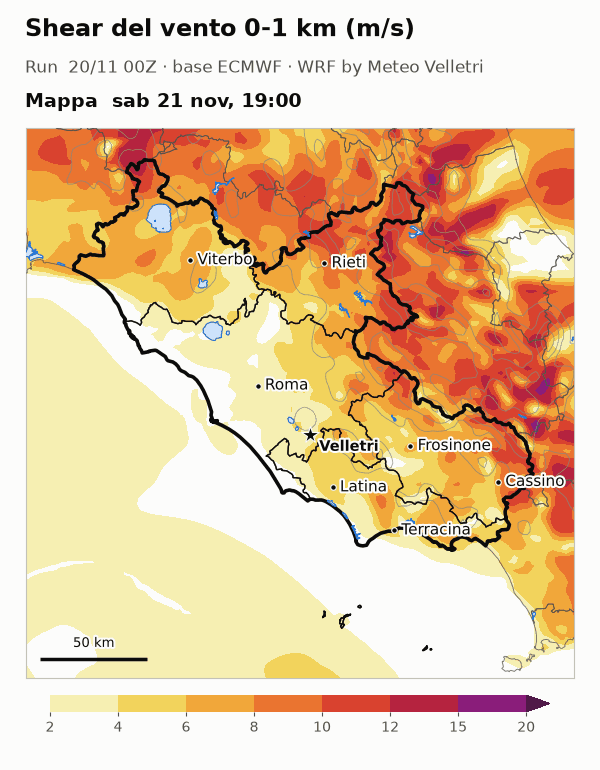 Shear del vento 0-1 km (m/s)
Run 20/11 00Z · base ECMWF · WRF by Meteo Velletri
Mappa sab 21 nov, 19:00
Viterbo
Rieti
Roma
Velletri
Frosinone
Latina
Cassino
Terracina
50 km
2 4 6 8 10 12 15 20